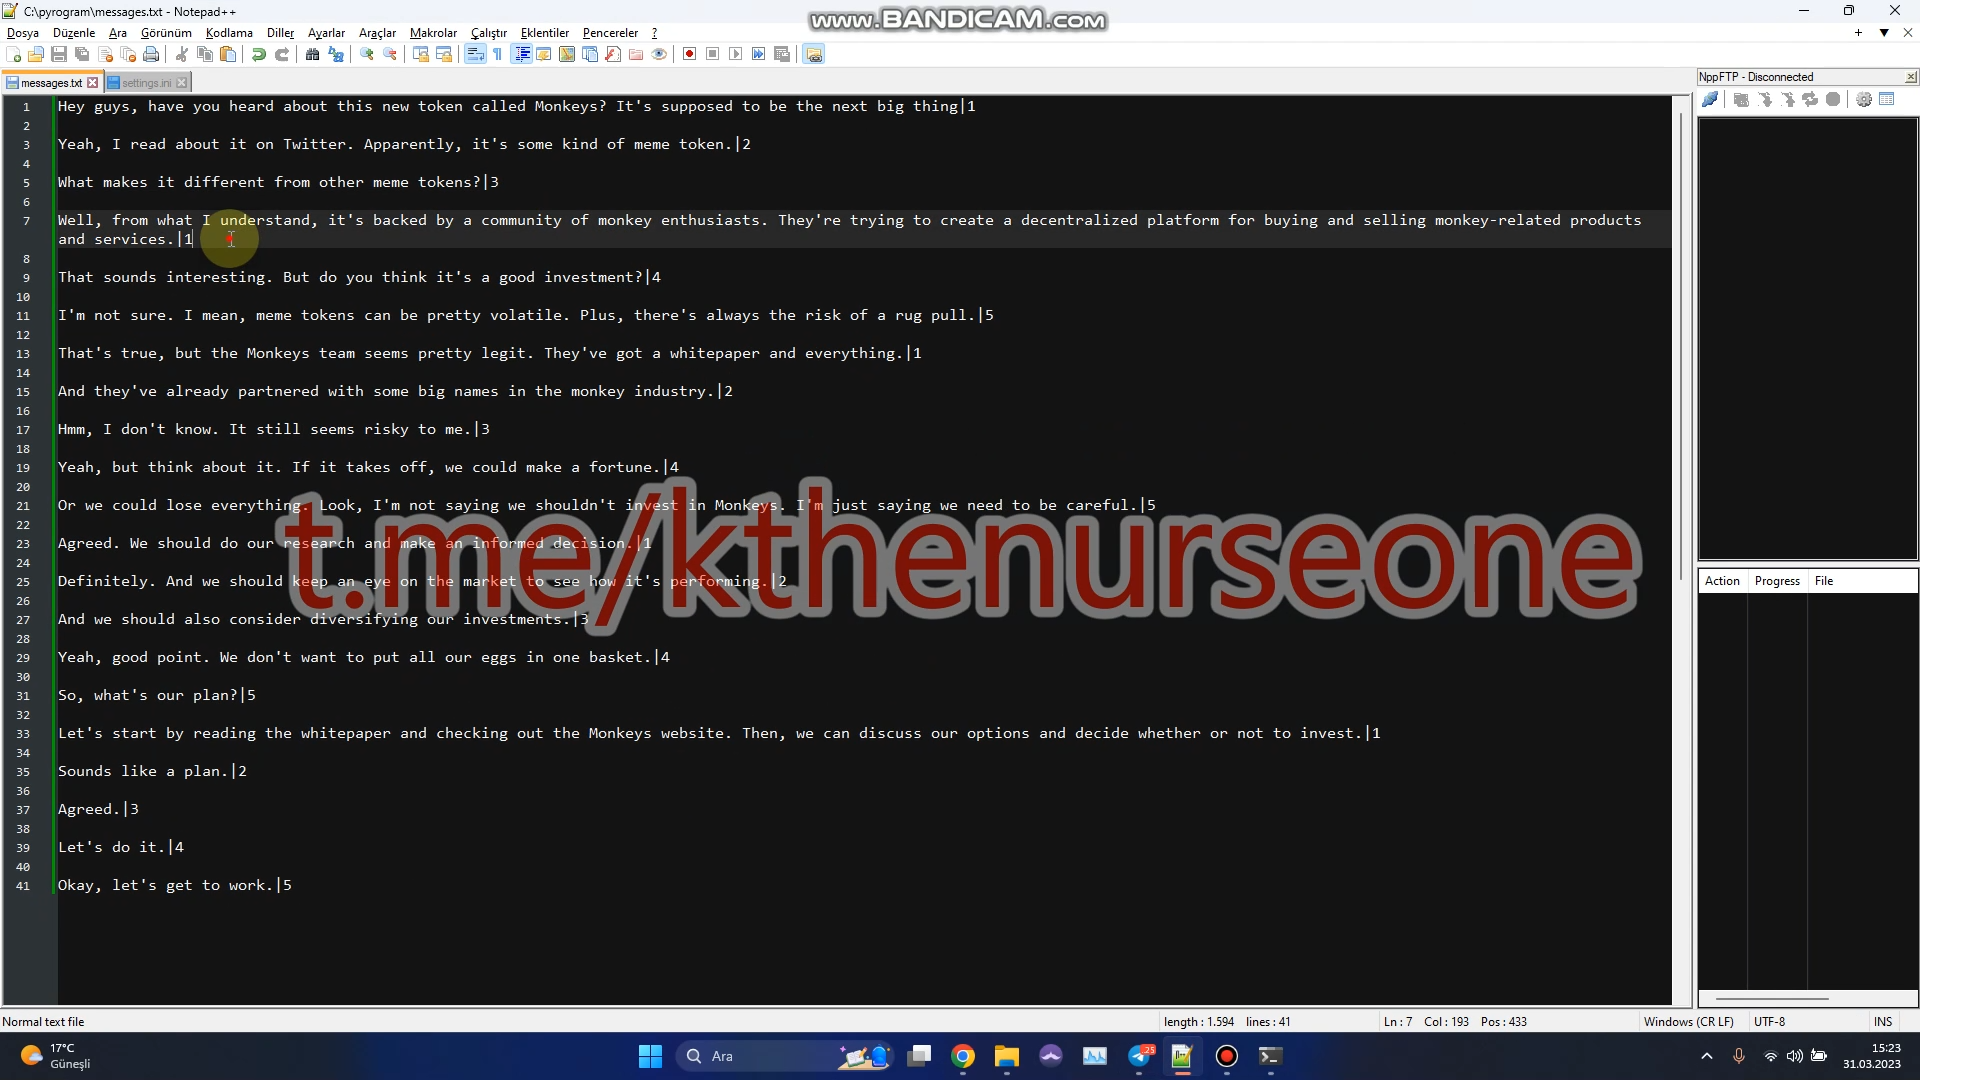 C:\pyrogram\messages.txt - Notepad++
www.BANDICAM.com
Dosya Düzenle Ara Görünüm Kodlama Diller Ayarlar Araçlar Makrolar Çalıştır Eklentiler Pencereler ?
messages.txt settings.ini
NppFTP - Disconnected
1 Hey guys, have you heard about this new token called Monkeys? It's supposed to be the next big thing|1
2
3 Yeah, I read about it on Twitter. Apparently, it's some kind of meme token.|2
4
5 What makes it different from other meme tokens?|3
6
7 Well, from what I understand, it's backed by a community of monkey enthusiasts. They're trying to create a decentralized platform for buying and selling monkey-related products
and services.|1
8
9 That sounds interesting. But do you think it's a good investment?|4
10
11 I'm not sure. I mean, meme tokens can be pretty volatile. Plus, there's always the risk of a rug pull.|5
12
13 That's true, but the Monkeys team seems pretty legit. They've got a whitepaper and everything.|1
14
15 And they've already partnered with some big names in the monkey industry.|2
16
17 Hmm, I don't know. It still seems risky to me.|3
18
19 Yeah, but think about it. If it takes off, we could make a fortune.|4
20
21 Or we could lose everything. Look, I'm not saying we shouldn't invest in Monkeys. I'm just saying we need to be careful.|5
22
23 Agreed. We should do our research and make an informed decision.|1
24
25 Definitely. And we should keep an eye on the market to see how it's performing.|2
26
27 And we should also consider diversifying our investments.|3
28
29 Yeah, good point. We don't want to put all our eggs in one basket.|4
30
31 So, what's our plan?|5
32
33 Let's start by reading the whitepaper and checking out the Monkeys website. Then, we can discuss our options and decide whether or not to invest.|1
34
35 Sounds like a plan.|2
36
37 Agreed.|3
38
39 Let's do it.|4
40
41 Okay, let's get to work.|5
t.me/kthenurseone
Action Progress File
Normal text file length : 1.594 lines : 41 Ln : 7 Col : 193 Pos : 433 Windows (CR LF) UTF-8 INS
17°C
Güneşli
Ara
25
15:23
31.03.2023